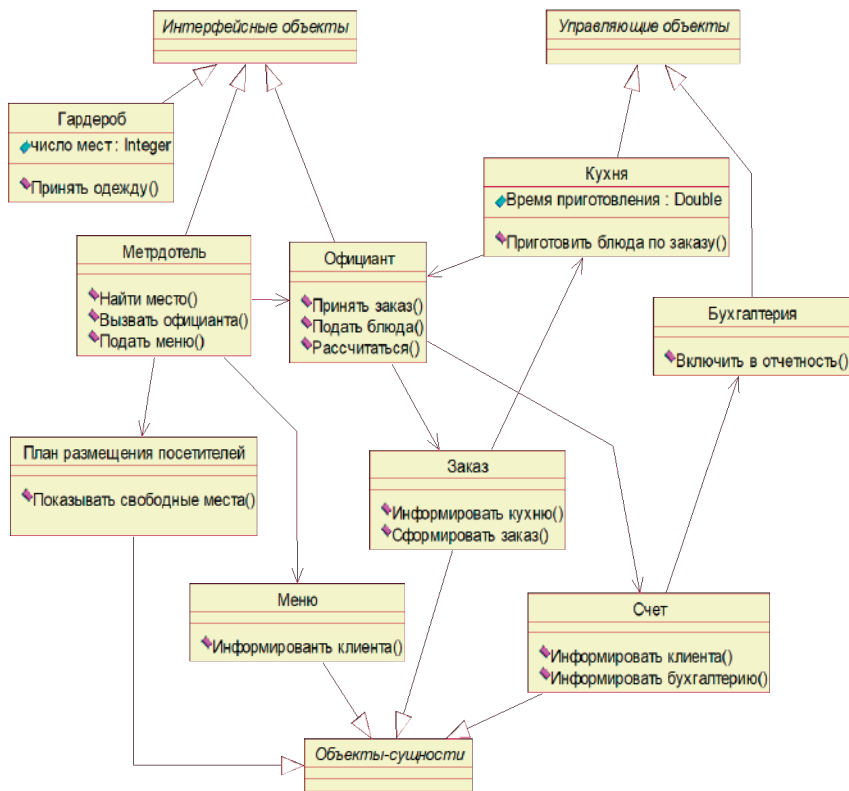 Интерфейсные объекты
Управляющие объекты
Гардероб
число мест : Integer
Принять одежду()
Кухня
Время приготовления : Double
Приготовить блюда по заказу()
Метрдотель
Найти место()
Вызвать официанта()
Подать меню()
Официант
Принять заказ()
Подать блюда()
Рассчитаться()
Бухгалтерия
Включить в отчетность()
План размещения посетителей
Показывать свободные места()
Заказ
Информировать кухню()
Сформировать заказ()
Меню
Информированть клиента()
Счет
Информировать клиента()
Информировать бухгалтерию()
Объекты-сущности